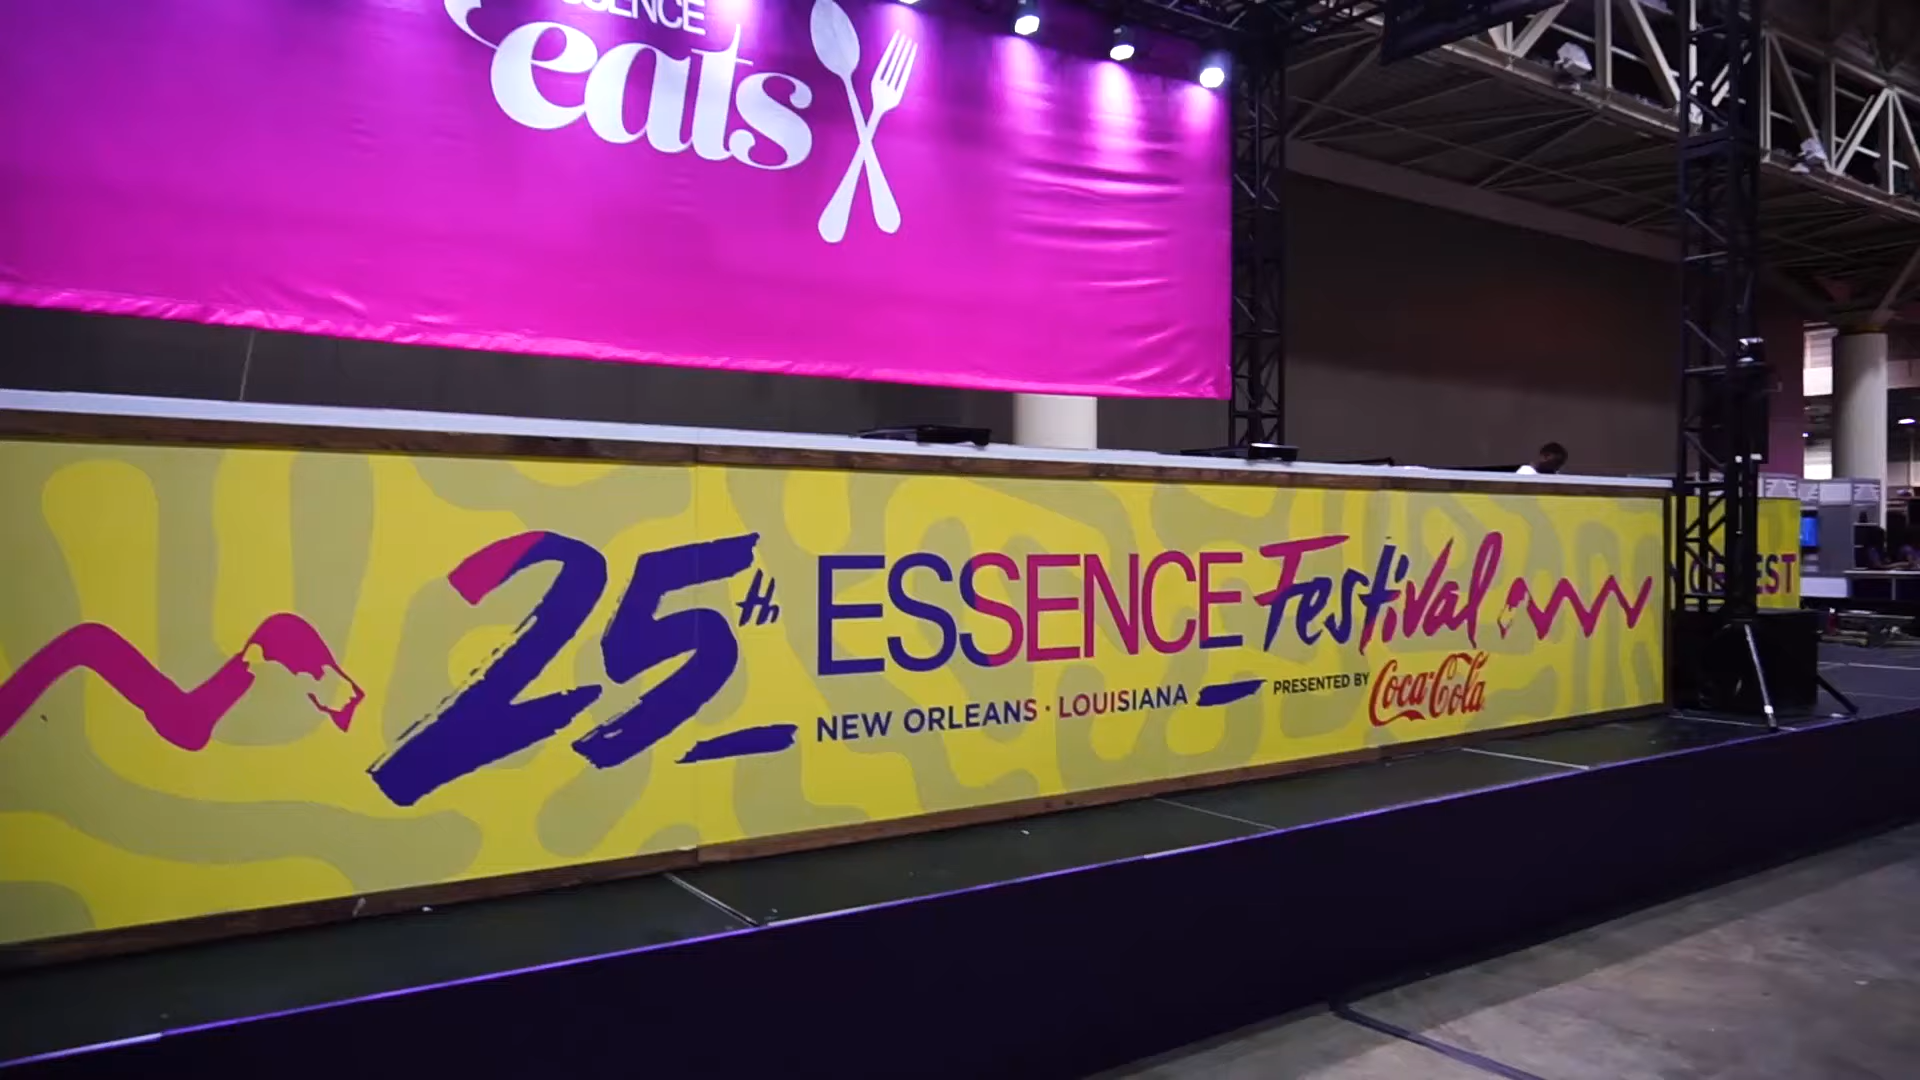 ESSENCE
eats
25th ESSENCE Festival
NEW ORLEANS · LOUISIANA PRESENTED BY Coca-Cola